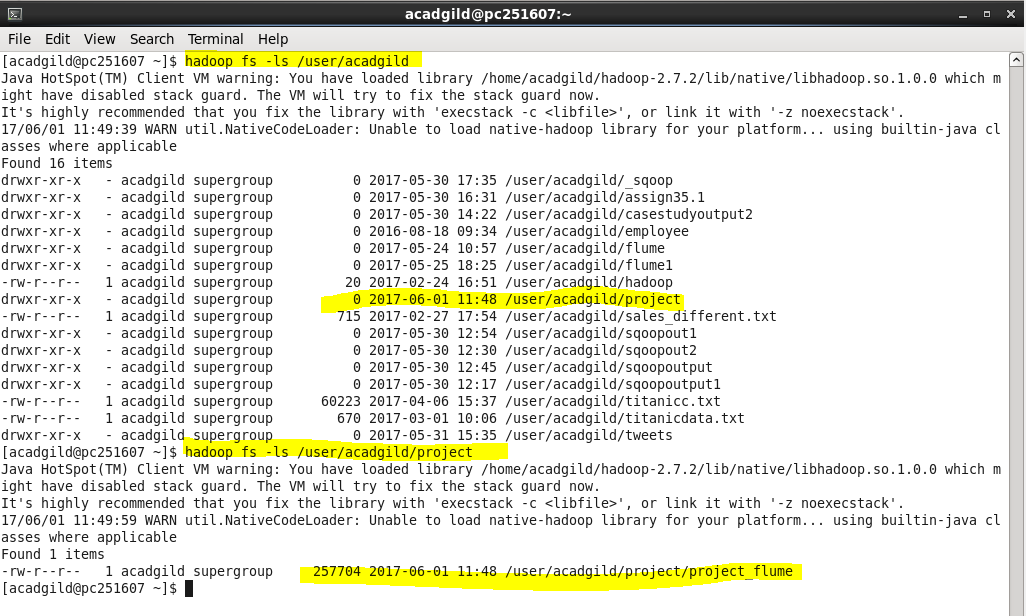 acadgild@pc251607:~
File Edit View Search Terminal Help
[acadgild@pc251607 ~]$ hadoop fs -ls /user/acadgild
Java HotSpot(TM) Client VM warning: You have loaded library /home/acadgild/hadoop-2.7.2/lib/native/libhadoop.so.1.0.0 which m
ight have disabled stack guard. The VM will try to fix the stack guard now.
It's highly recommended that you fix the library with 'execstack -c <libfile>', or link it with '-z noexecstack'.
17/06/01 11:49:39 WARN util.NativeCodeLoader: Unable to load native-hadoop library for your platform... using builtin-java cl
asses where applicable
Found 16 items
drwxr-xr-x   - acadgild supergroup          0 2017-05-30 17:35 /user/acadgild/_sqoop
drwxr-xr-x   - acadgild supergroup          0 2017-05-30 16:31 /user/acadgild/assign35.1
drwxr-xr-x   - acadgild supergroup          0 2017-05-30 14:22 /user/acadgild/casestudyoutput2
drwxr-xr-x   - acadgild supergroup          0 2016-08-18 09:34 /user/acadgild/employee
drwxr-xr-x   - acadgild supergroup          0 2017-05-24 10:57 /user/acadgild/flume
drwxr-xr-x   - acadgild supergroup          0 2017-05-25 18:25 /user/acadgild/flume1
-rw-r--r--   1 acadgild supergroup         20 2017-02-24 16:51 /user/acadgild/hadoop
drwxr-xr-x   - acadgild supergroup          0 2017-06-01 11:48 /user/acadgild/project
-rw-r--r--   1 acadgild supergroup        715 2017-02-27 17:54 /user/acadgild/sales_different.txt
drwxr-xr-x   - acadgild supergroup          0 2017-05-30 12:54 /user/acadgild/sqoopout1
drwxr-xr-x   - acadgild supergroup          0 2017-05-30 12:30 /user/acadgild/sqoopout2
drwxr-xr-x   - acadgild supergroup          0 2017-05-30 12:45 /user/acadgild/sqoopoutput
drwxr-xr-x   - acadgild supergroup          0 2017-05-30 12:17 /user/acadgild/sqoopoutput1
-rw-r--r--   1 acadgild supergroup      60223 2017-04-06 15:37 /user/acadgild/titanicc.txt
-rw-r--r--   1 acadgild supergroup        670 2017-03-01 10:06 /user/acadgild/titanicdata.txt
drwxr-xr-x   - acadgild supergroup          0 2017-05-31 15:35 /user/acadgild/tweets
[acadgild@pc251607 ~]$ hadoop fs -ls /user/acadgild/project
Java HotSpot(TM) Client VM warning: You have loaded library /home/acadgild/hadoop-2.7.2/lib/native/libhadoop.so.1.0.0 which m
ight have disabled stack guard. The VM will try to fix the stack guard now.
It's highly recommended that you fix the library with 'execstack -c <libfile>', or link it with '-z noexecstack'.
17/06/01 11:49:59 WARN util.NativeCodeLoader: Unable to load native-hadoop library for your platform... using builtin-java cl
asses where applicable
Found 1 items
-rw-r--r--   1 acadgild supergroup     257704 2017-06-01 11:48 /user/acadgild/project/project_flume
[acadgild@pc251607 ~]$